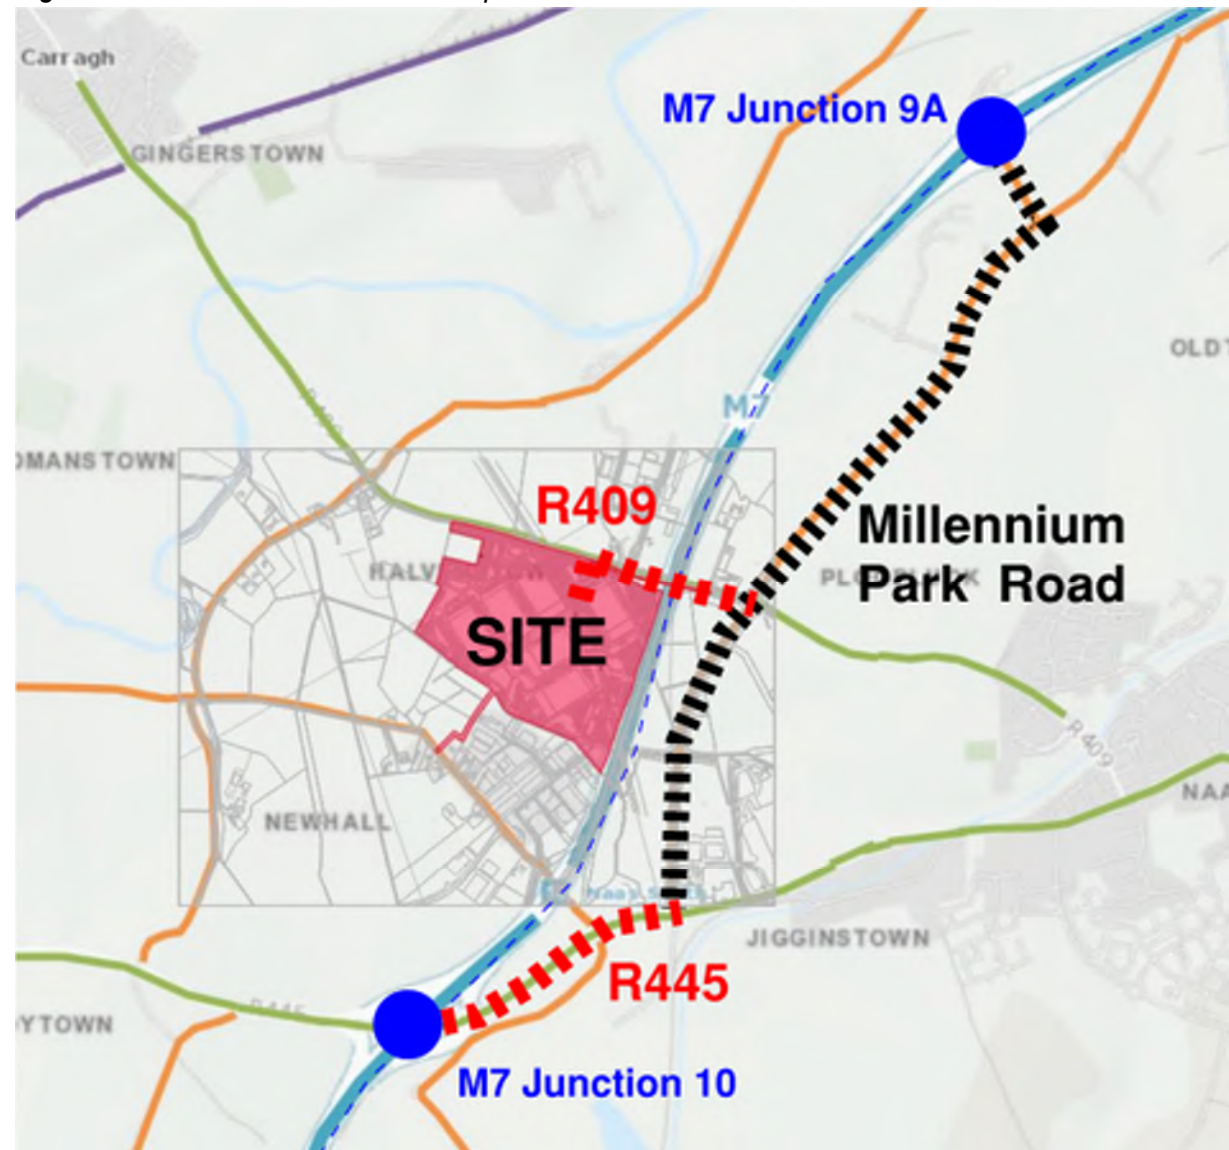 Carragh
M7 Junction 9A
GINGERSTOWN
OLDT
M7
OMANSTOWN
R409
Millennium
Park Road
SITE
R409
NAA
NEWHALL
JIGGINSTOWN
R445
R445
YTOWN
M7 Junction 10